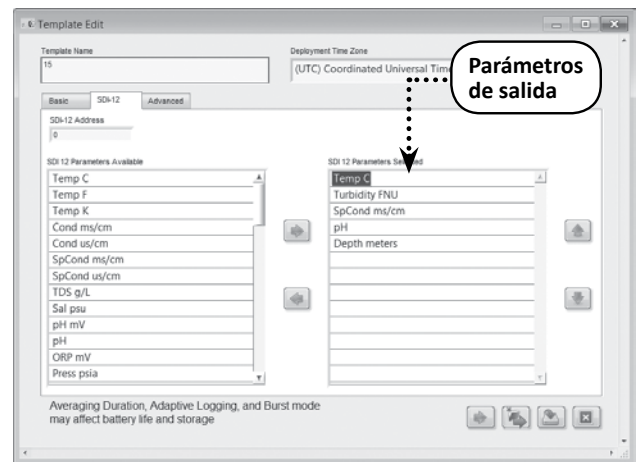 Template Edit
Template Name
Deployment Time Zone
15
(UTC) Coordinated Universal Time
Parámetros
de salida
Basic SDI-12 Advanced
SDI-12 Address
0
SDI 12 Parameters Available
Temp C
Temp F
Temp K
Cond ms/cm
Cond us/cm
SpCond ms/cm
SpCond us/cm
TDS g/L
Sal psu
pH mV
pH
ORP mV
Press psia
SDI 12 Parameters Selected
Temp C
Turbidity FNU
SpCond ms/cm
pH
Depth meters
Averaging Duration, Adaptive Logging, and Burst mode
may affect battery life and storage